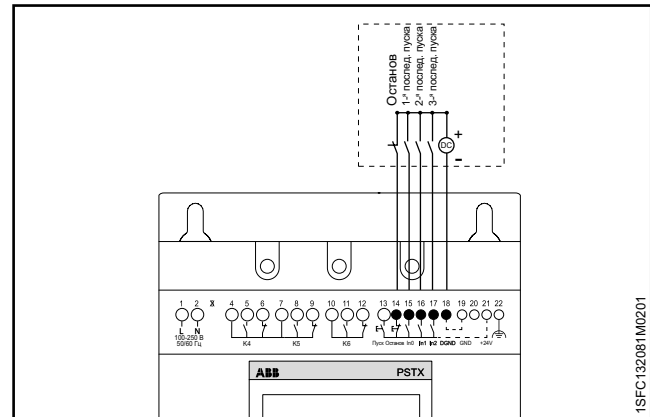 Останов
1-ª послед. пуска
2-ª послед. пуска
3-ª послед. пуска
+
DC
-
1 2 4 5 6 7 8 9 10 11 12 13 14 15 16 17 18 19 20 21 22
L N
100-250 В
50/60 Гц
K4 K5 K6 Пуск Останов In0 In1 In2 DGND GND +24V
ABB PSTX
1SFC132081M0201